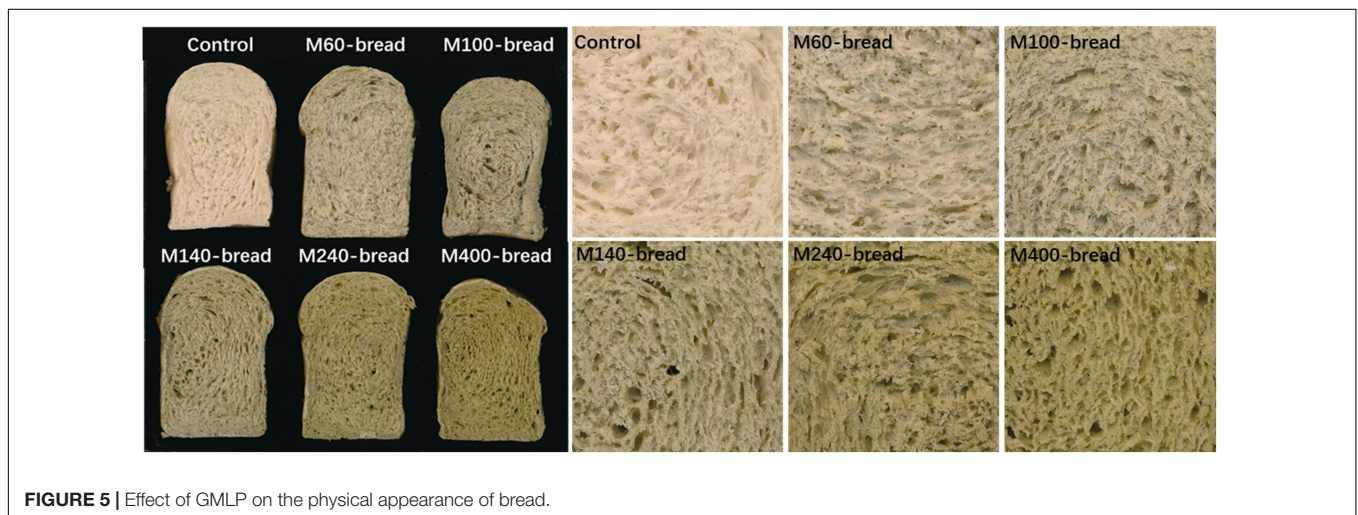 Control M60-bread M100-bread
M140-bread M240-bread M400-bread
Control M60-bread M100-bread
M140-bread M240-bread M400-bread
FIGURE 5 | Effect of GMLP on the physical appearance of bread.